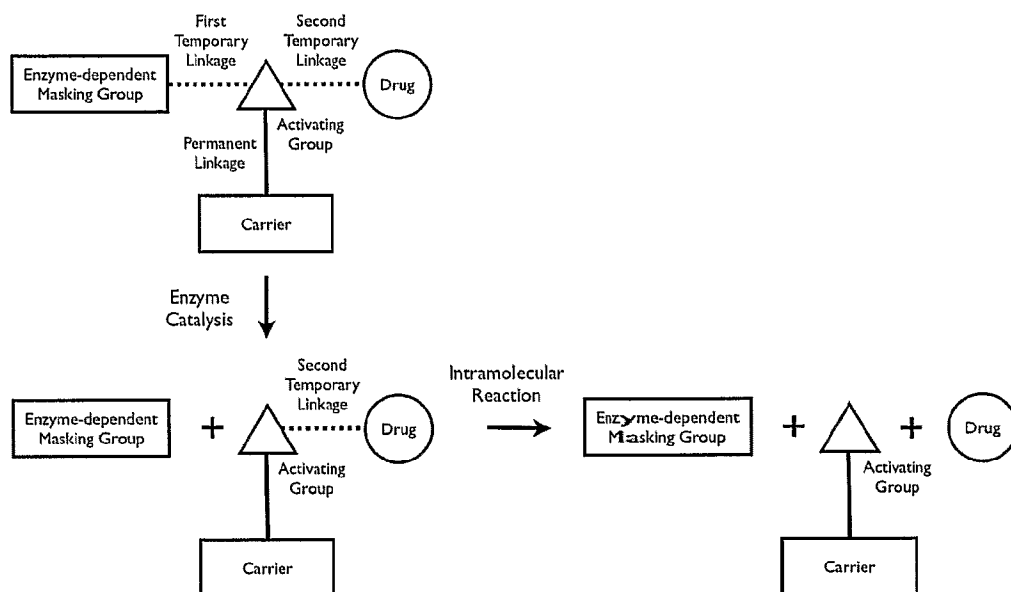 First
Temporary
Linkage
Second
Temporary
Linkage
Enzyme-dependent
Masking Group
Drug
Activating
Group
Permanent
Linkage
Carrier
Enzyme
Catalysis
Second
Temporary
Linkage
Enzyme-dependent
Masking Group
+
Drug
Activating
Group
Carrier
Intramolecular
Reaction
Enzyme-dependent
Masking Group
+
+
Drug
Activating
Group
Carrier